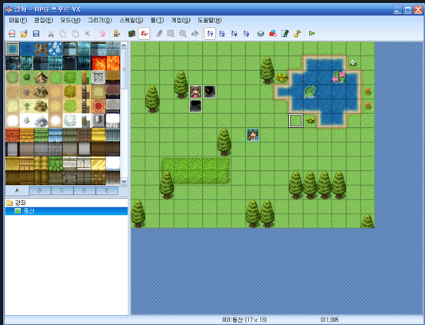 강좌 - RPG 쯔꾸르 VX
파일(F) 편집(E) 모드(M) 그리기(D) 스케일(S) 툴(T) 게임(G) 도움말(H)
A B C D E
강좌
동산
001:동산 (17 x 13) 011,005